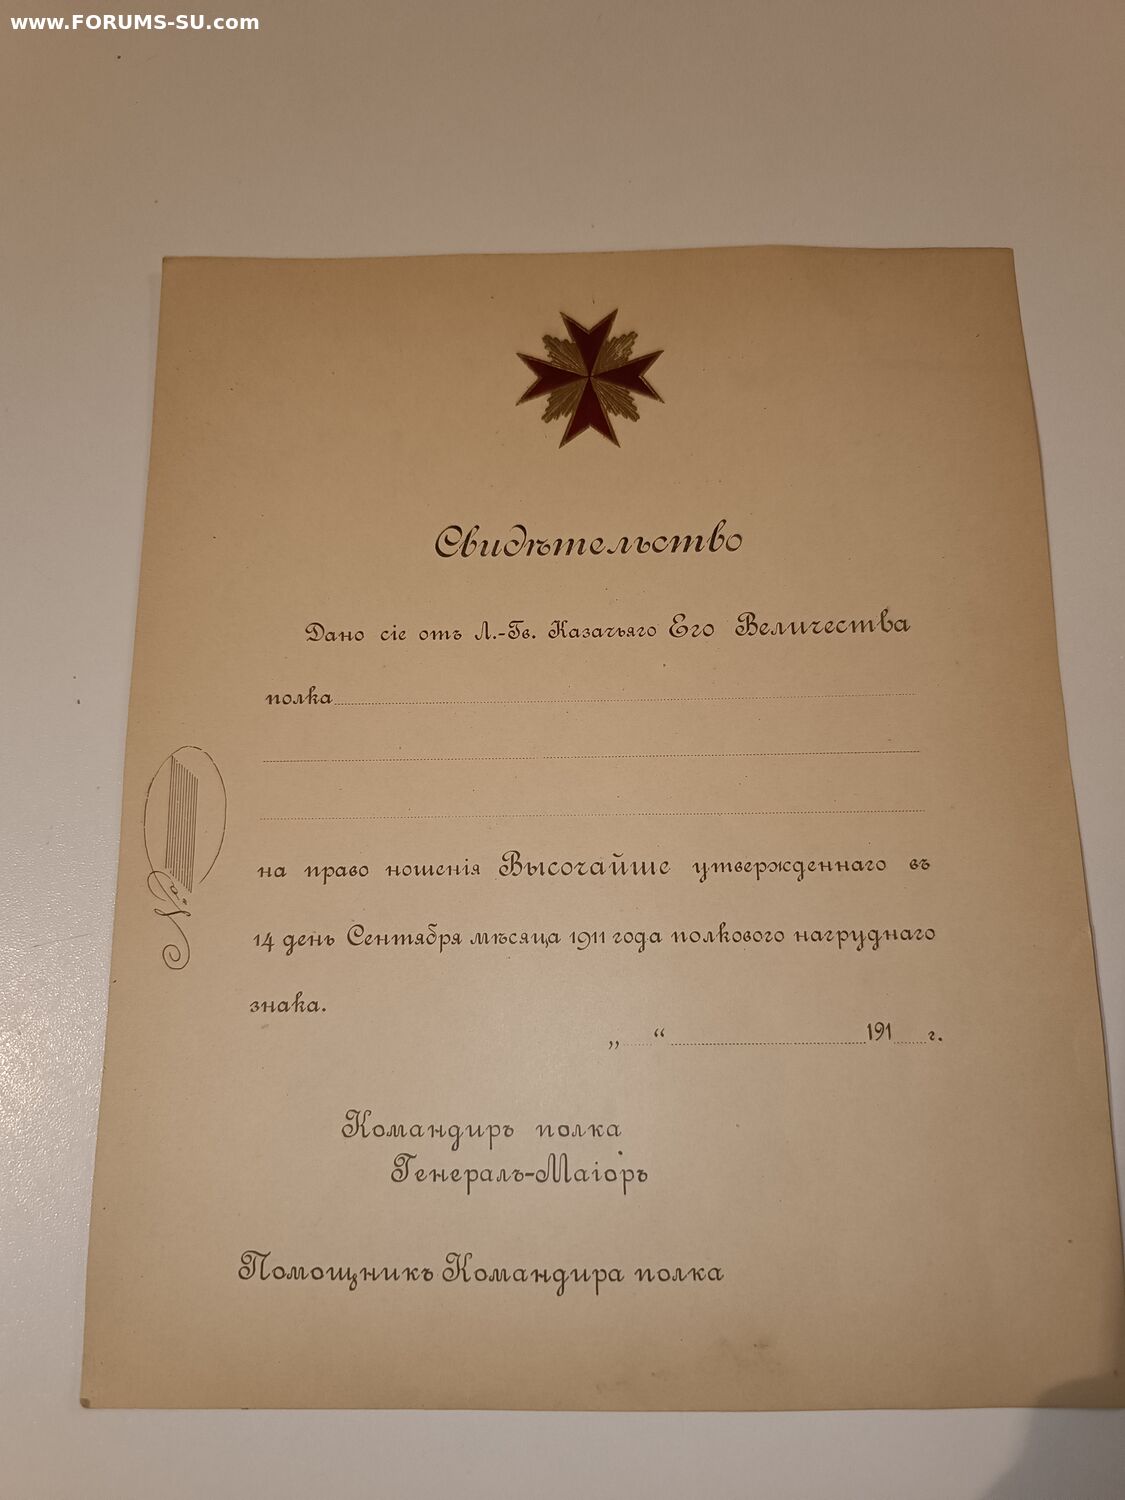 www.FORUMS-SU.com
Свидѣтельство
Дано сіе отъ Л.-Гв. Казачьяго Его Величества
полка
на право ношенія Высочайше утвержденнаго въ
14 день Сентября мѣсяца 1911 года полкового нагруднаго
знака.
„ “ 191 г.
№
Командиръ полка
Генералъ-Маіоръ
Помощникъ Командира полка